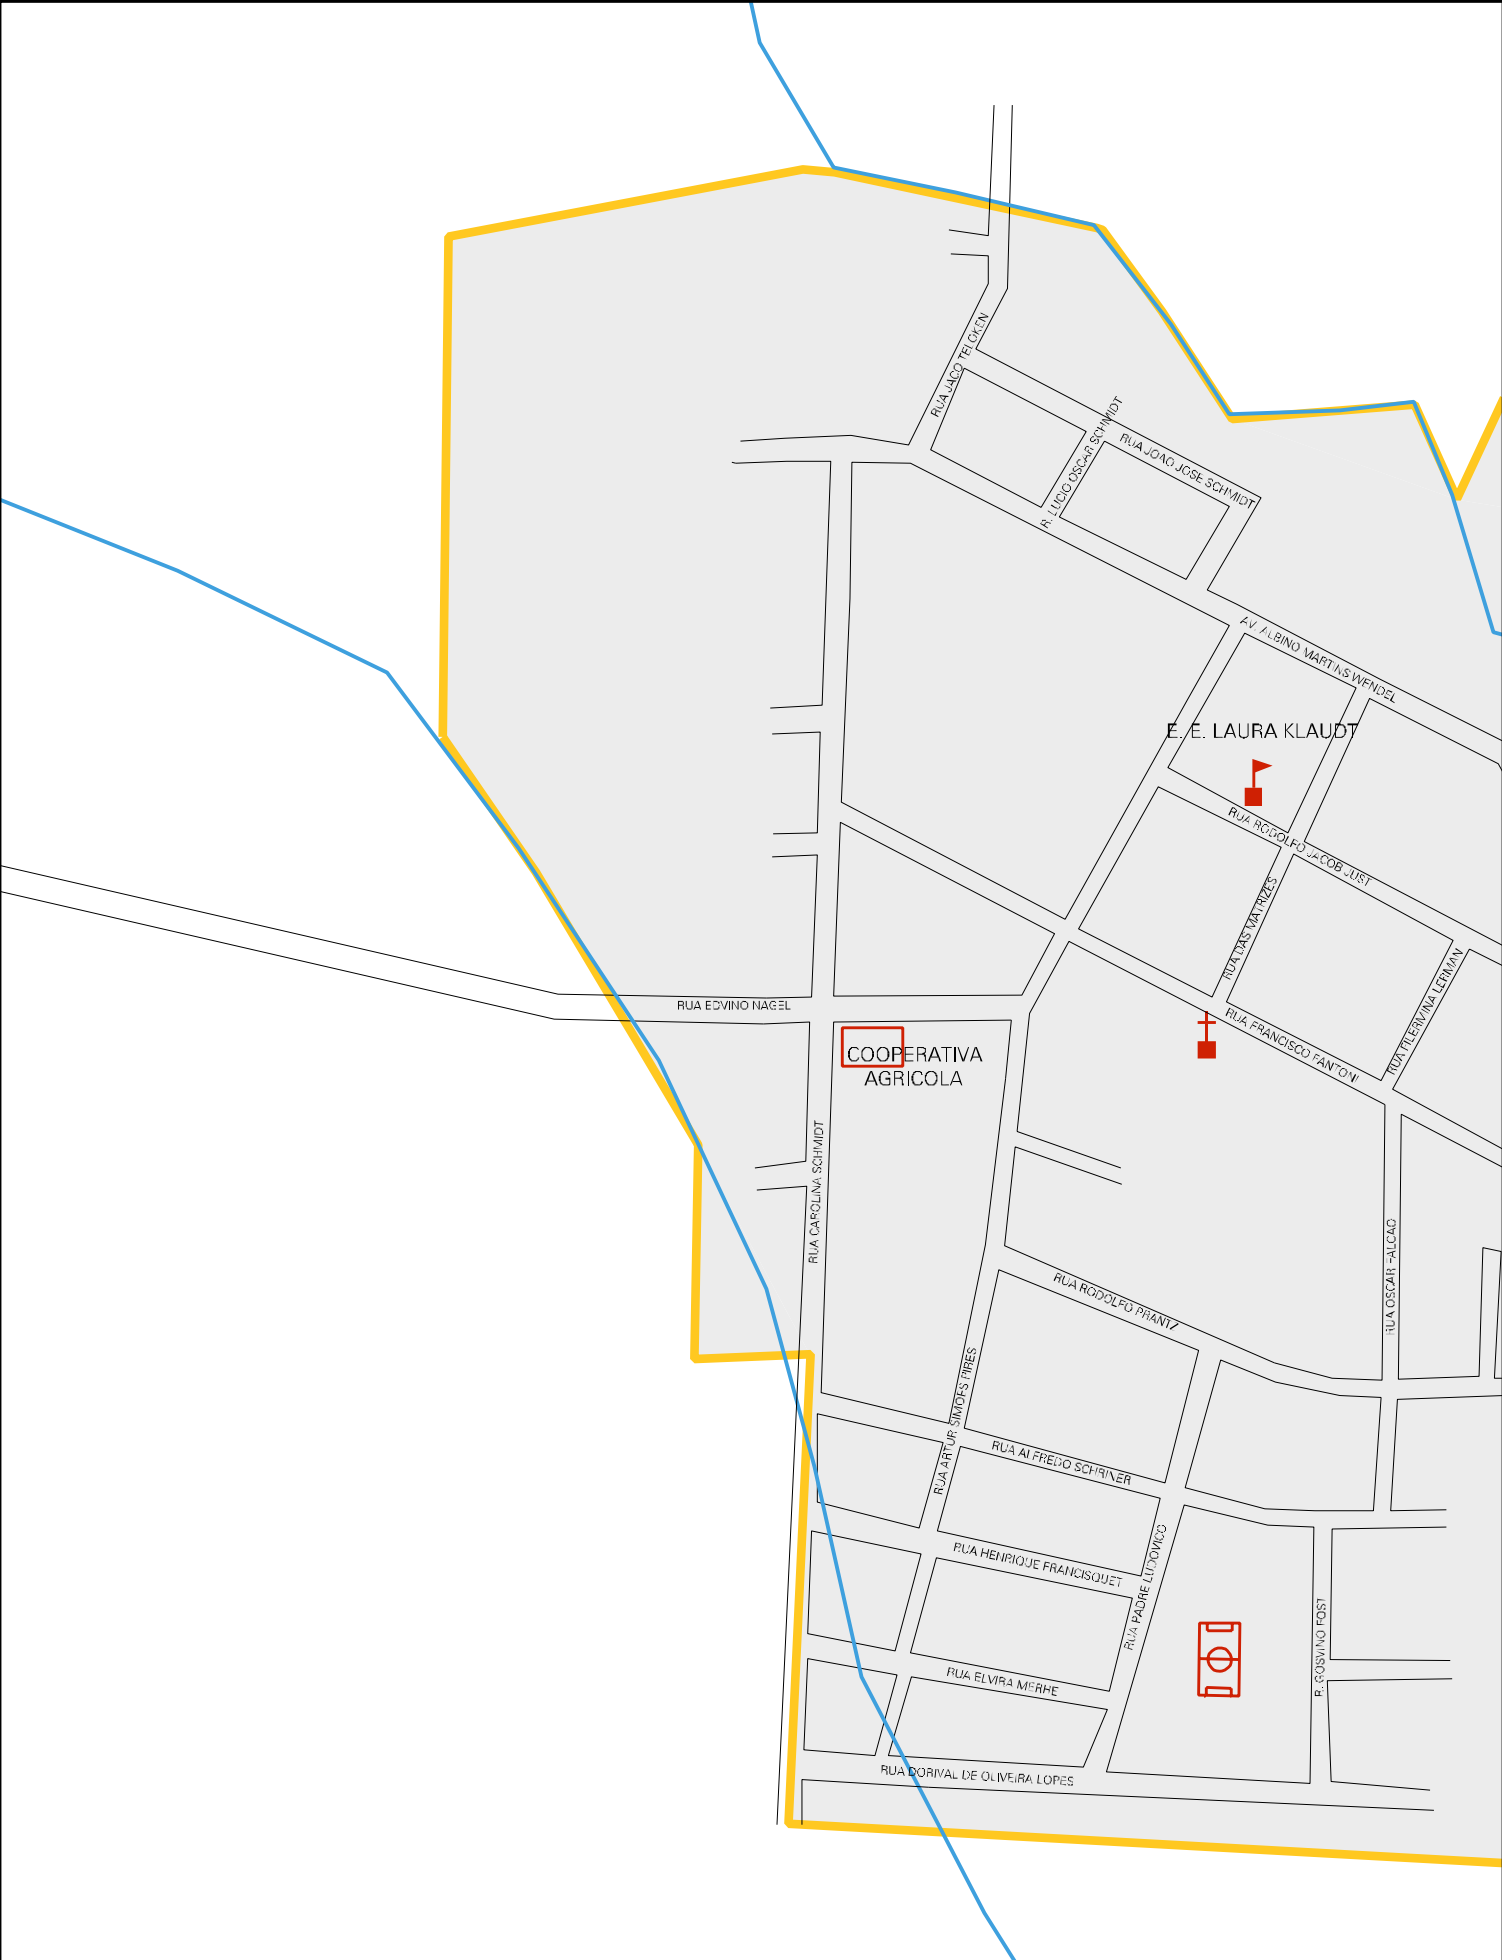 RUA JACO TELOKEN
R. LUCIO OSCAR SCHMIDT
RUA JOAO JOSE SCHMIDT
AV. ALBINO MARTINS WENDEL
E. E. LAURA KLAUDT
RUA RODOLFO JACOB JUST
RUA DAS MATRIZES
RUA FILERVINA LERMAN
RUA EDVINO NAGEL
RUA FRANCISCO FANTONI
COOPERATIVA
AGRICOLA
RUA CAROLINA SCHMIDT
RUA OSCAR FALCAO
RUA RODOLFO PRANTZ
RUA ARTUR SIMOES PIRES
RUA ALFREDO SCHRINER
RUA HENRIQUE FRANCISQUET
RUA PADRE LUDOVICO
R. GOSVINO FOST
RUA ELVIRA MERHE
RUA DORIVAL DE OLIVEIRA LOPES